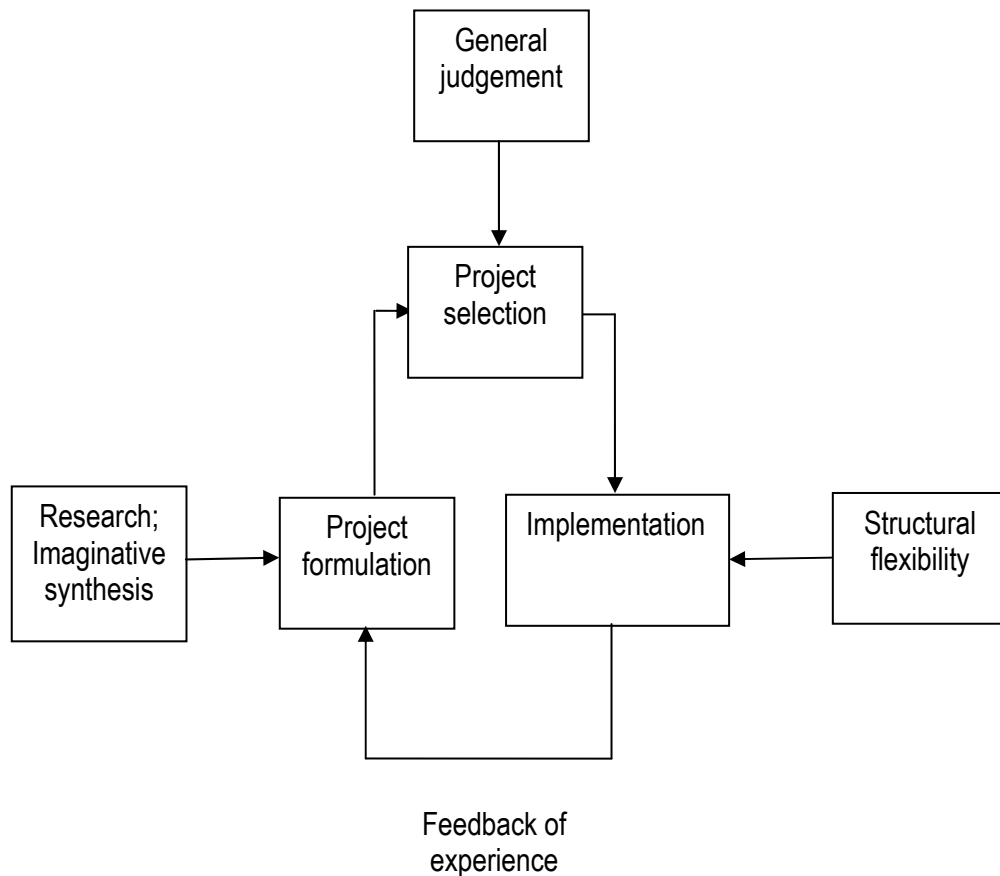 General
judgement
Project
selection
Research;
Imaginative
synthesis
Project
formulation
Implementation
Structural
flexibility
Feedback of
experience